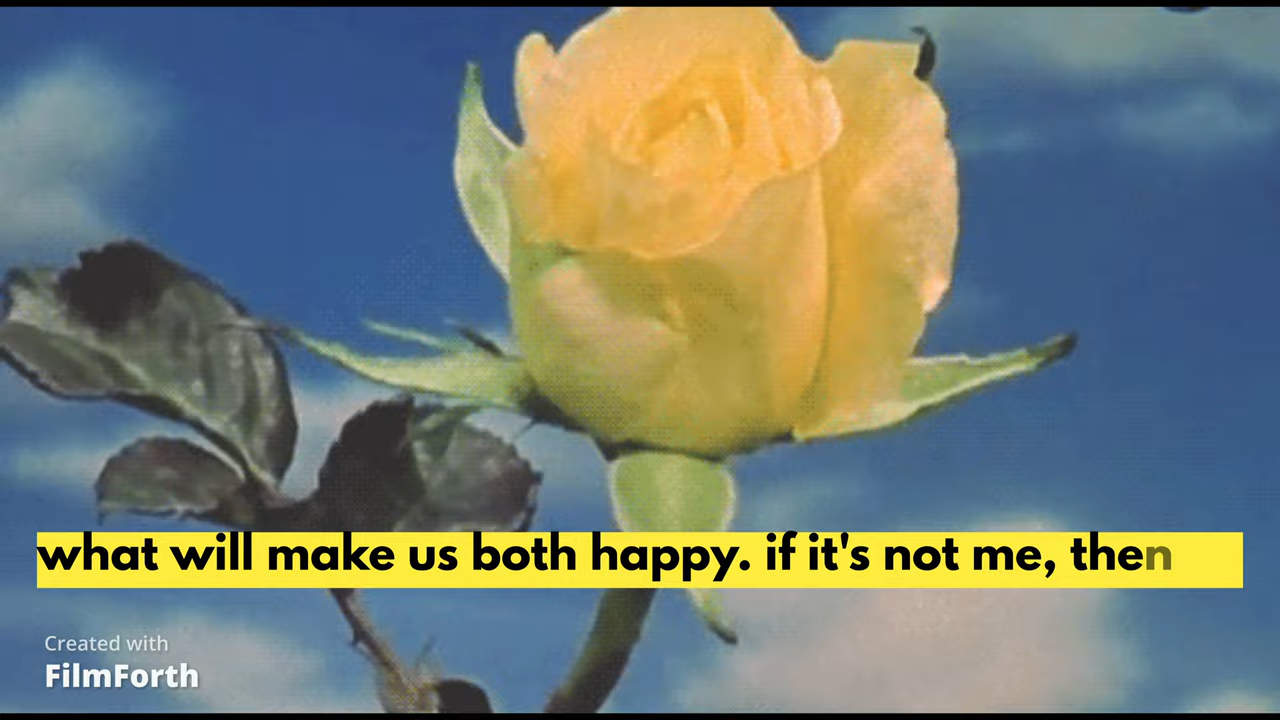 what will make us both happy. if it's not me, then
Created with
FilmForth